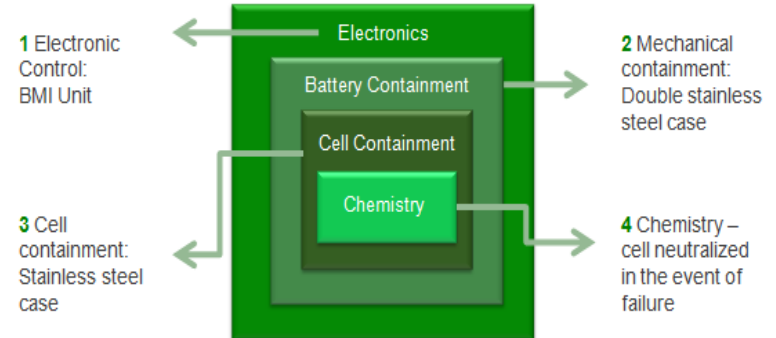 1 Electronic
Control:
BMI Unit
Electronics
Battery Containment
Cell Containment
Chemistry
2 Mechanical
containment:
Double stainless
steel case
3 Cell
containment:
Stainless steel
case
4 Chemistry –
cell neutralized
in the event of
failure